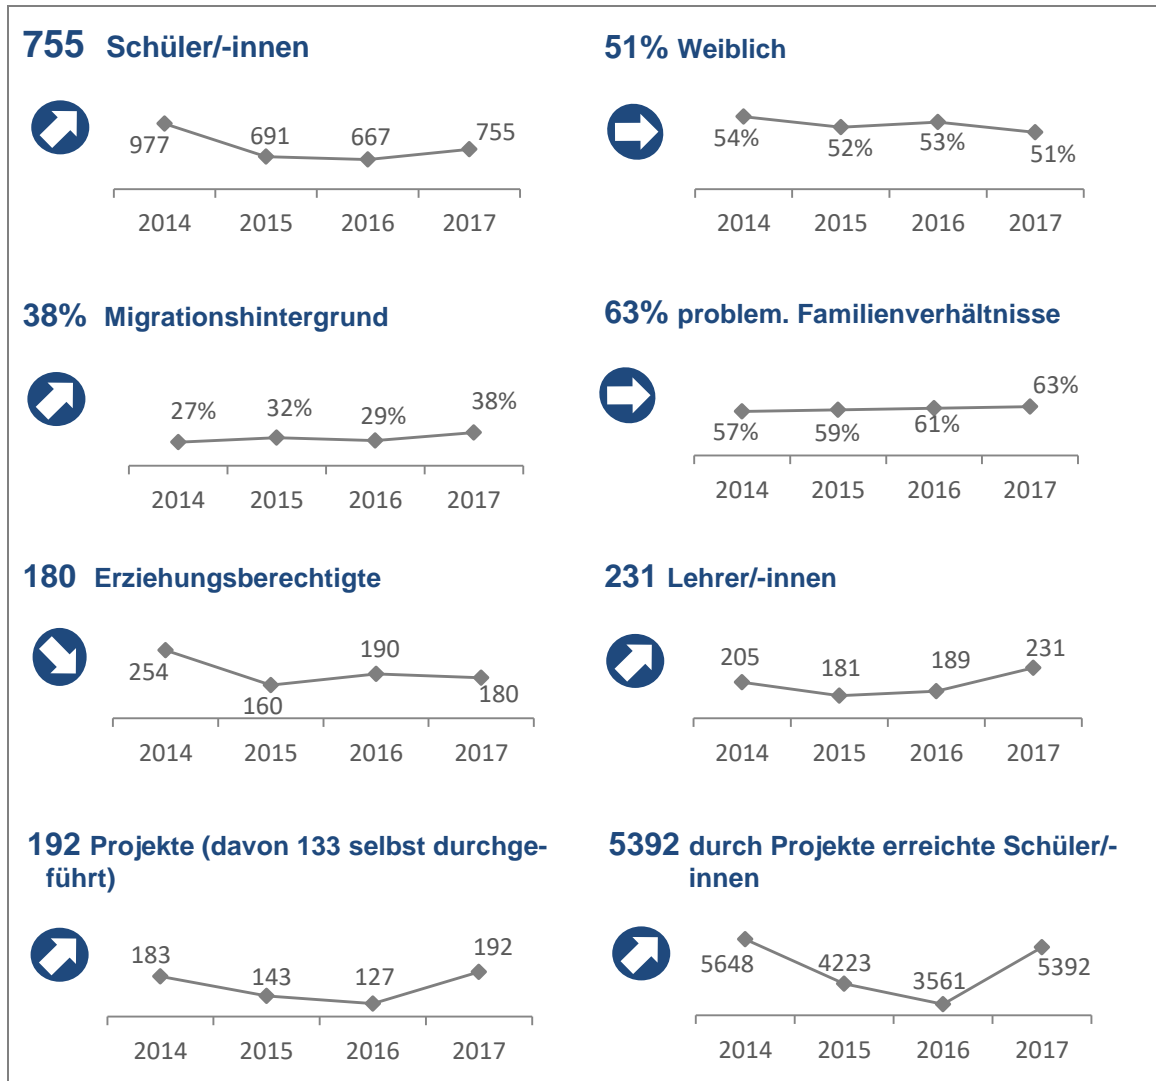 755 Schüler/-innen
977 691 667 755
2014 2015 2016 2017
51% Weiblich
54% 52% 53% 51%
2014 2015 2016 2017
38% Migrationshintergrund
27% 32% 29% 38%
2014 2015 2016 2017
63% problem. Familienverhältnisse
57% 59% 61% 63%
2014 2015 2016 2017
180 Erziehungsberechtigte
254 160 190 180
2014 2015 2016 2017
231 Lehrer/-innen
205 181 189 231
2014 2015 2016 2017
192 Projekte (davon 133 selbst durchge-
führt)
183 143 127 192
2014 2015 2016 2017
5392 durch Projekte erreichte Schüler/-
innen
5648 4223 3561 5392
2014 2015 2016 2017